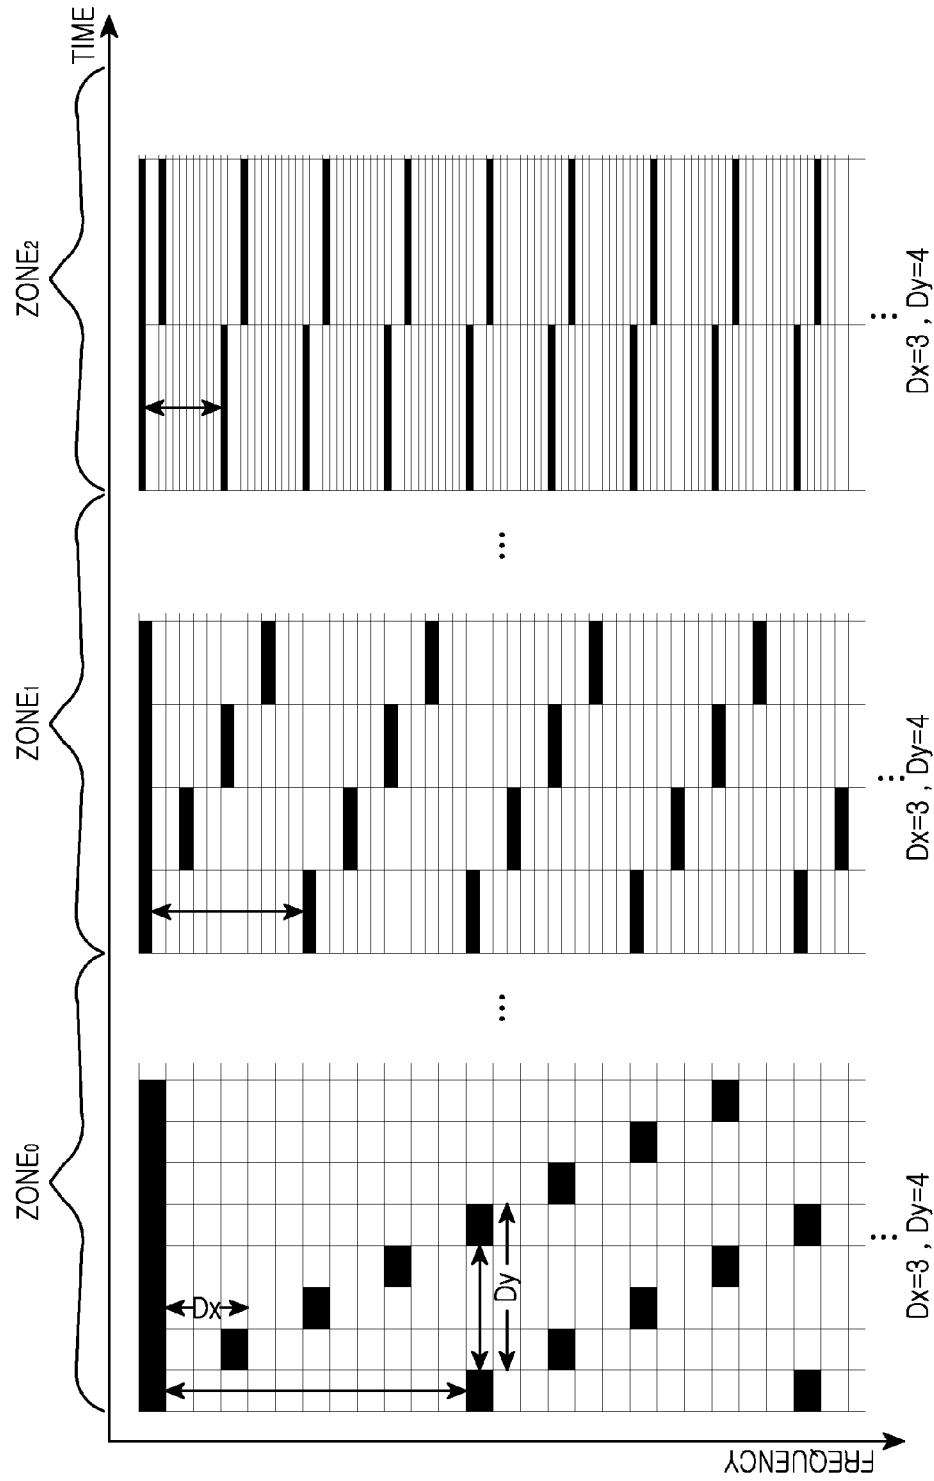 TIME
ZONE₂
ZONE₁
ZONE₀
Dx
Dy
...
...
...
Dx=3 , Dy=4
...
Dx=3 , Dy=4
...
Dx=3 , Dy=4
FREQUENCY